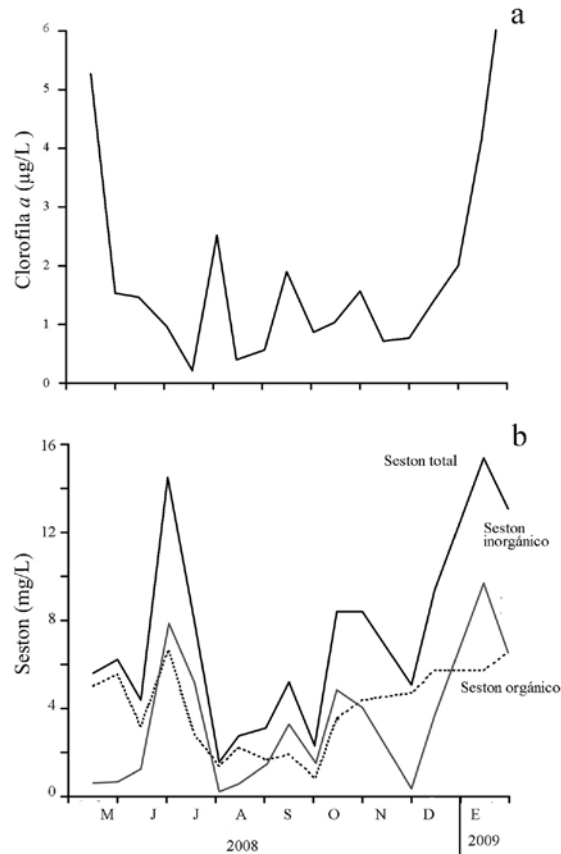 a
6
5
4
3
2
1
0
Clorofila a (µg/L )
b
16
12
8
4
0
Seston (mg/L)
Seston total
Seston
inorgánico
Seston orgánico
M J J A S O N D E
2008 2009